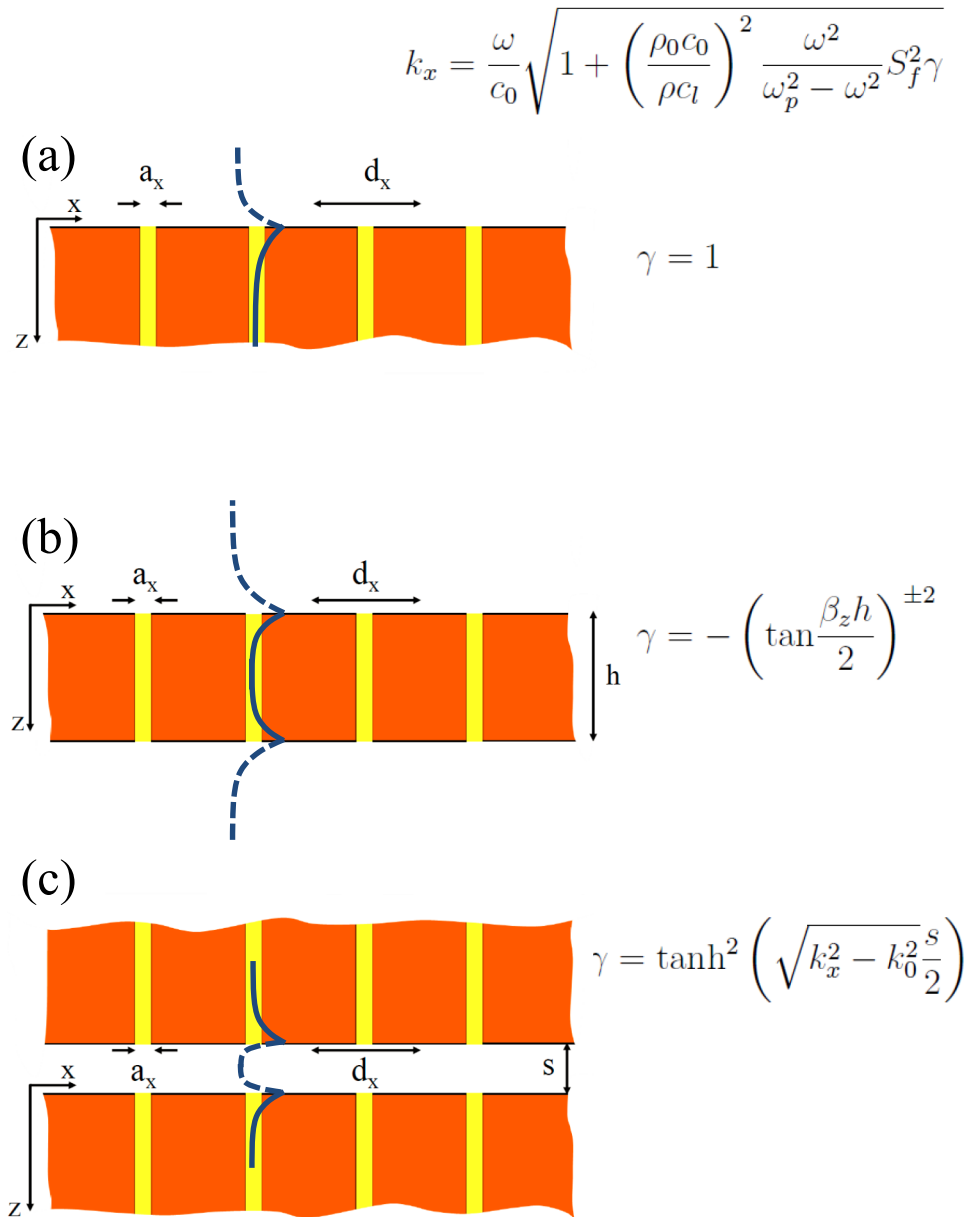 k_x = \frac{\omega}{c_0} \sqrt{1 + \left( \frac{\rho_0 c_0}{\rho c_l} \right)^2 \frac{\omega^2}{\omega_p^2 - \omega^2} S_f^2 \gamma}
(a)
a_x
d_x
x
z
γ = 1
(b)
a_x
d_x
x
z
h
\gamma = - \left( \tan \frac{\beta_z h}{2} \right)^{\pm 2}
(c)
\gamma = \tanh^2 \left( \sqrt{k_x^2 - k_0^2} \frac{s}{2} \right)
s
x
a_x
d_x
z